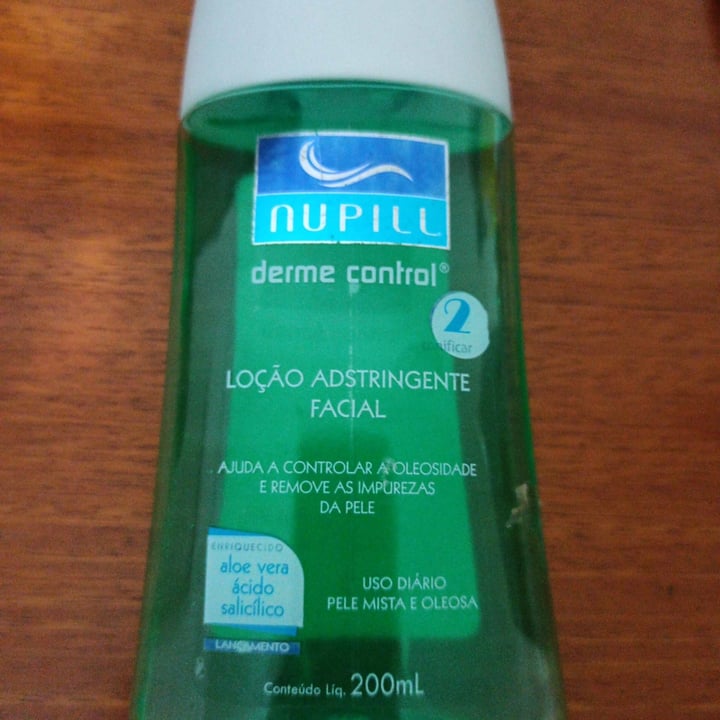 NUPILL
derme control®
2
LOÇÃO ADSTRINGENTE
FACIAL
AJUDA A CONTROLAR A OLEOSIDADE
E REMOVE AS IMPUREZAS
DA PELE
ENRIQUECIDO
aloe vera
ácido
salicílico
LANÇAMENTO
USO DIÁRIO
PELE MISTA E OLEOSA
Conteúdo Líq. 200mL